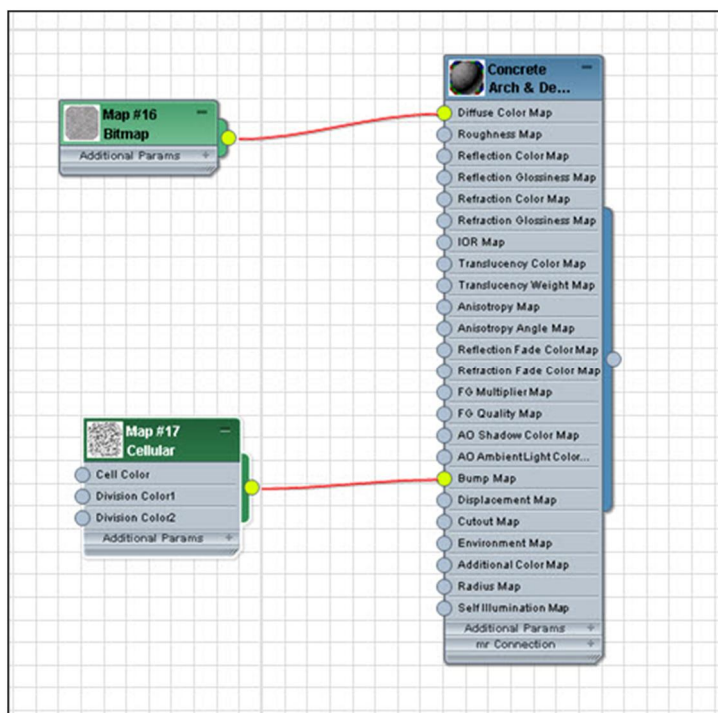 Map #16
Bitmap
Additional Params
Concrete
Arch & De...
Diffuse Color Map
Roughness Map
Reflection Color Map
Reflection Glossiness Map
Refraction Color Map
Refraction Glossiness Map
IOR Map
Translucency Color Map
Translucency Weight Map
Anisotropy Map
Anisotropy Angle Map
Reflection Fade Color Map
Refraction Fade Color Map
FG Multiplier Map
FG Quality Map
AO Shadow Color Map
AO Ambient Light Color...
Bump Map
Displacement Map
Cutout Map
Environment Map
Additional Color Map
Radius Map
Self Illumination Map
Additional Params
mr Connection
Map #17
Cellular
Cell Color
Division Color1
Division Color2
Additional Params